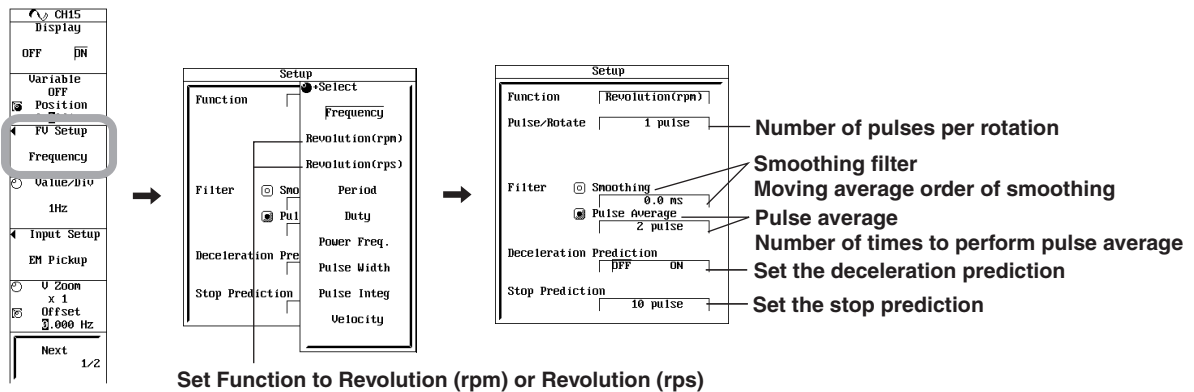 CH15
Display
OFF ON
Variable
OFF
Position
FV Setup
Frequency
Value/Div
1Hz
Input Setup
EM Pickup
V Zoom
x 1
Offset
0.000 Hz
Next
1/2
Setup
Function
Filter
Smo
Pul
Deceleration Pre
Stop Prediction
Select
Frequency
Revolution(rpm)
Revolution(rps)
Period
Duty
Power Freq.
Pulse Width
Pulse Integ
Velocity
Set Function to Revolution (rpm) or Revolution (rps)
Setup
Function Revolution(rpm)
Pulse/Rotate 1 pulse
Filter Smoothing
0.0 ms
Pulse Average
2 pulse
Deceleration Prediction
OFF ON
Stop Prediction
10 pulse
Number of pulses per rotation
Smoothing filter
Moving average order of smoothing
Pulse average
Number of times to perform pulse average
Set the deceleration prediction
Set the stop prediction